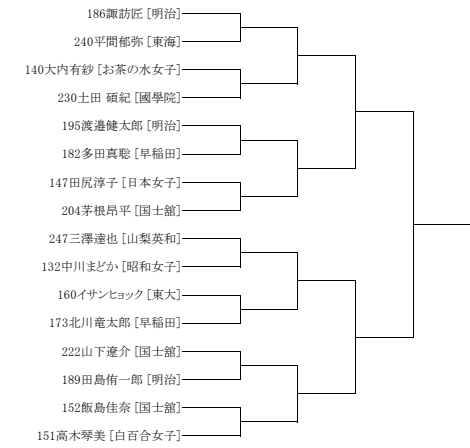 186諏訪匠［明治］
240平間郁弥［東海］
140大内有紗［お茶の水女子］
230土田 碩紀［國學院］
195渡邉健太郎［明治］
182多田真聡［早稲田］
147田尻淳子［日本女子］
204茅根昂平［国士舘］
247三澤達也［山梨英和］
132中川まどか［昭和女子］
160イサンヒョック［東大］
173北川竜太郎［早稲田］
222山下遼介［国士舘］
189田島侑一郎［明治］
152飯島佳奈［国士舘］
151高木琴美［白百合女子］